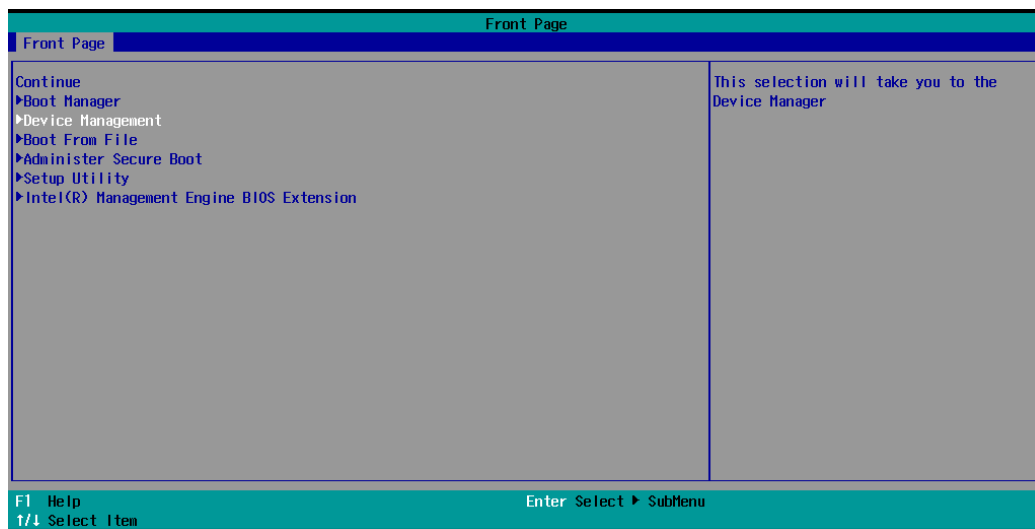 Front Page
Front Page
Continue
▶Boot Manager
▶Device Management
▶Boot From File
▶Administer Secure Boot
▶Setup Utility
▶Intel(R) Management Engine BIOS Extension
This selection will take you to the
Device Manager
F1 Help
↑/↓ Select Item
Enter Select ▶ SubMenu